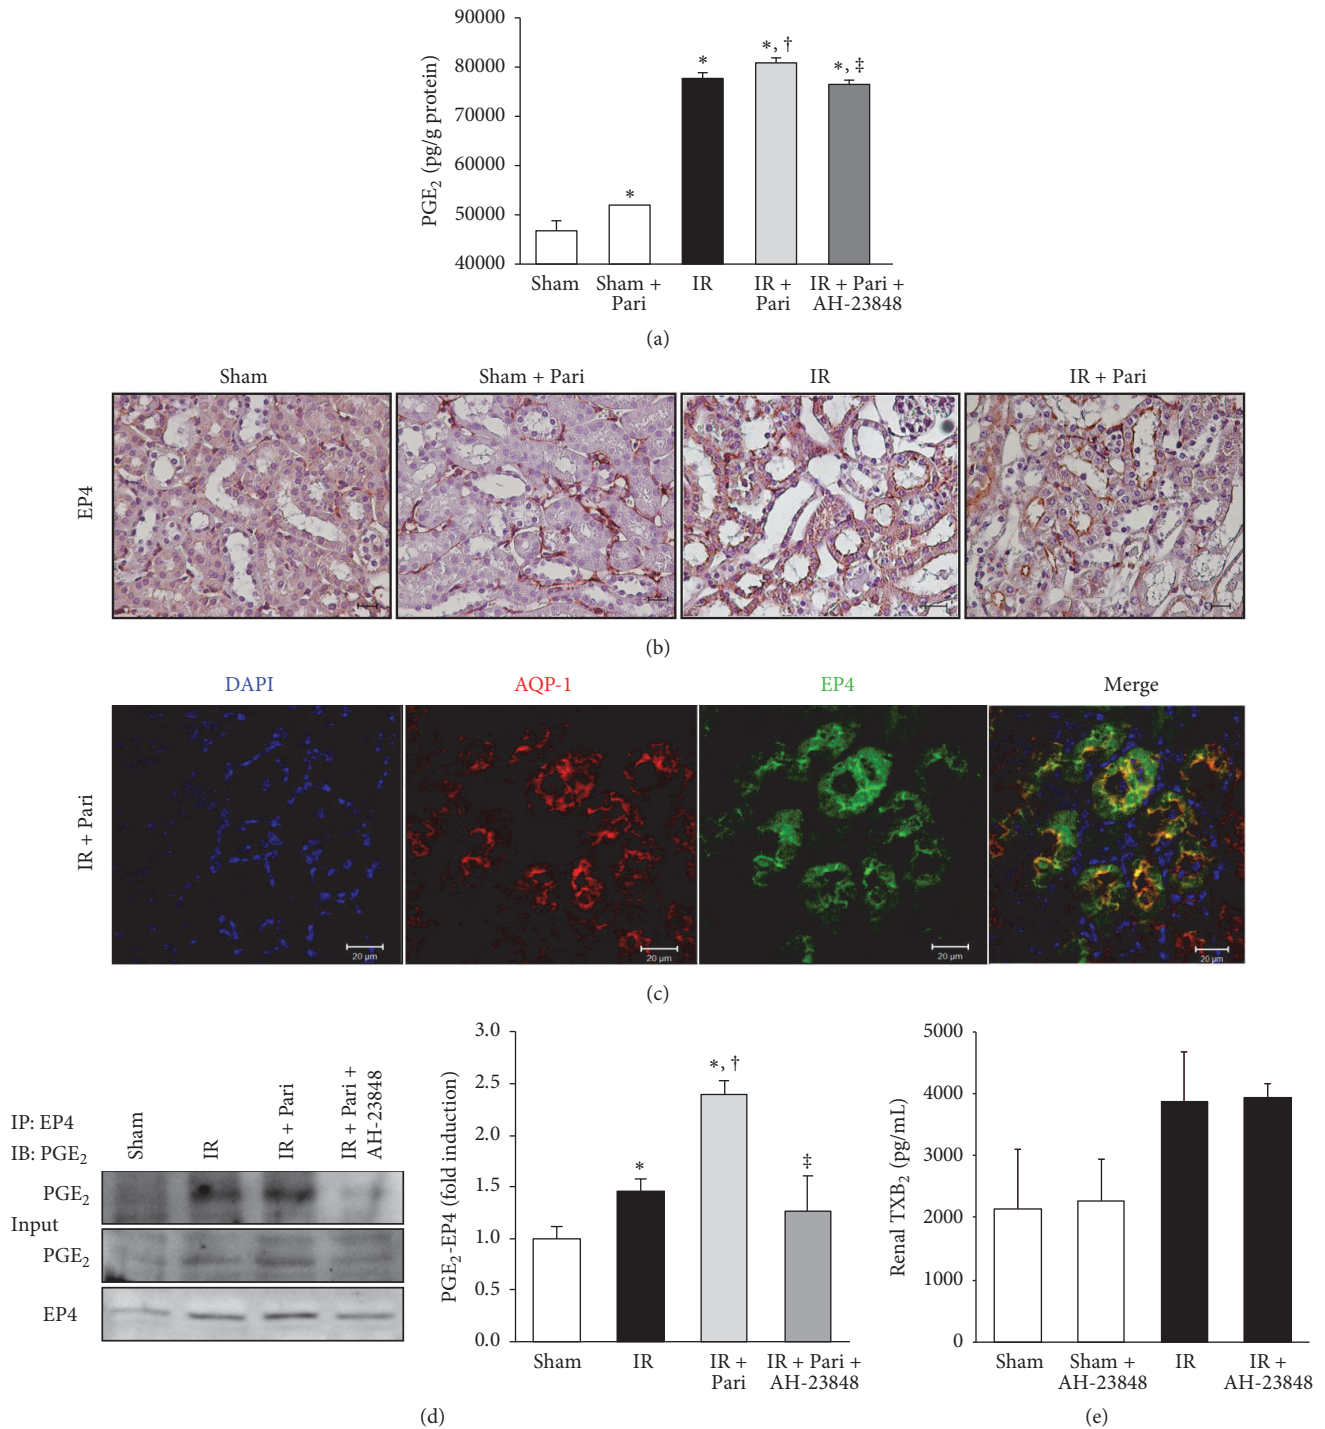 90000
80000
70000
60000
50000
40000
PGE2 (pg/g protein)
*
*
*, †
*, ‡
Sham
Sham + Pari
IR
IR + Pari
IR + Pari + AH-23848
(a)
Sham
Sham + Pari
IR
IR + Pari
EP4
(b)
DAPI
AQP-1
EP4
Merge
IR + Pari
20 µm
20 µm
20 µm
20 µm
(c)
IP: EP4
IB: PGE2
Sham
IR
IR + Pari
IR + Pari + AH-23848
PGE2
Input
PGE2
EP4
3.0
2.5
2.0
1.5
1.0
0.5
0.0
PGE2-EP4 (fold induction)
*
*, †
‡
Sham
IR
IR + Pari
IR + Pari + AH-23848
(d)
5000
4000
3000
2000
1000
0
Renal TXB2 (pg/mL)
Sham
Sham + AH-23848
IR
IR + AH-23848
(e)